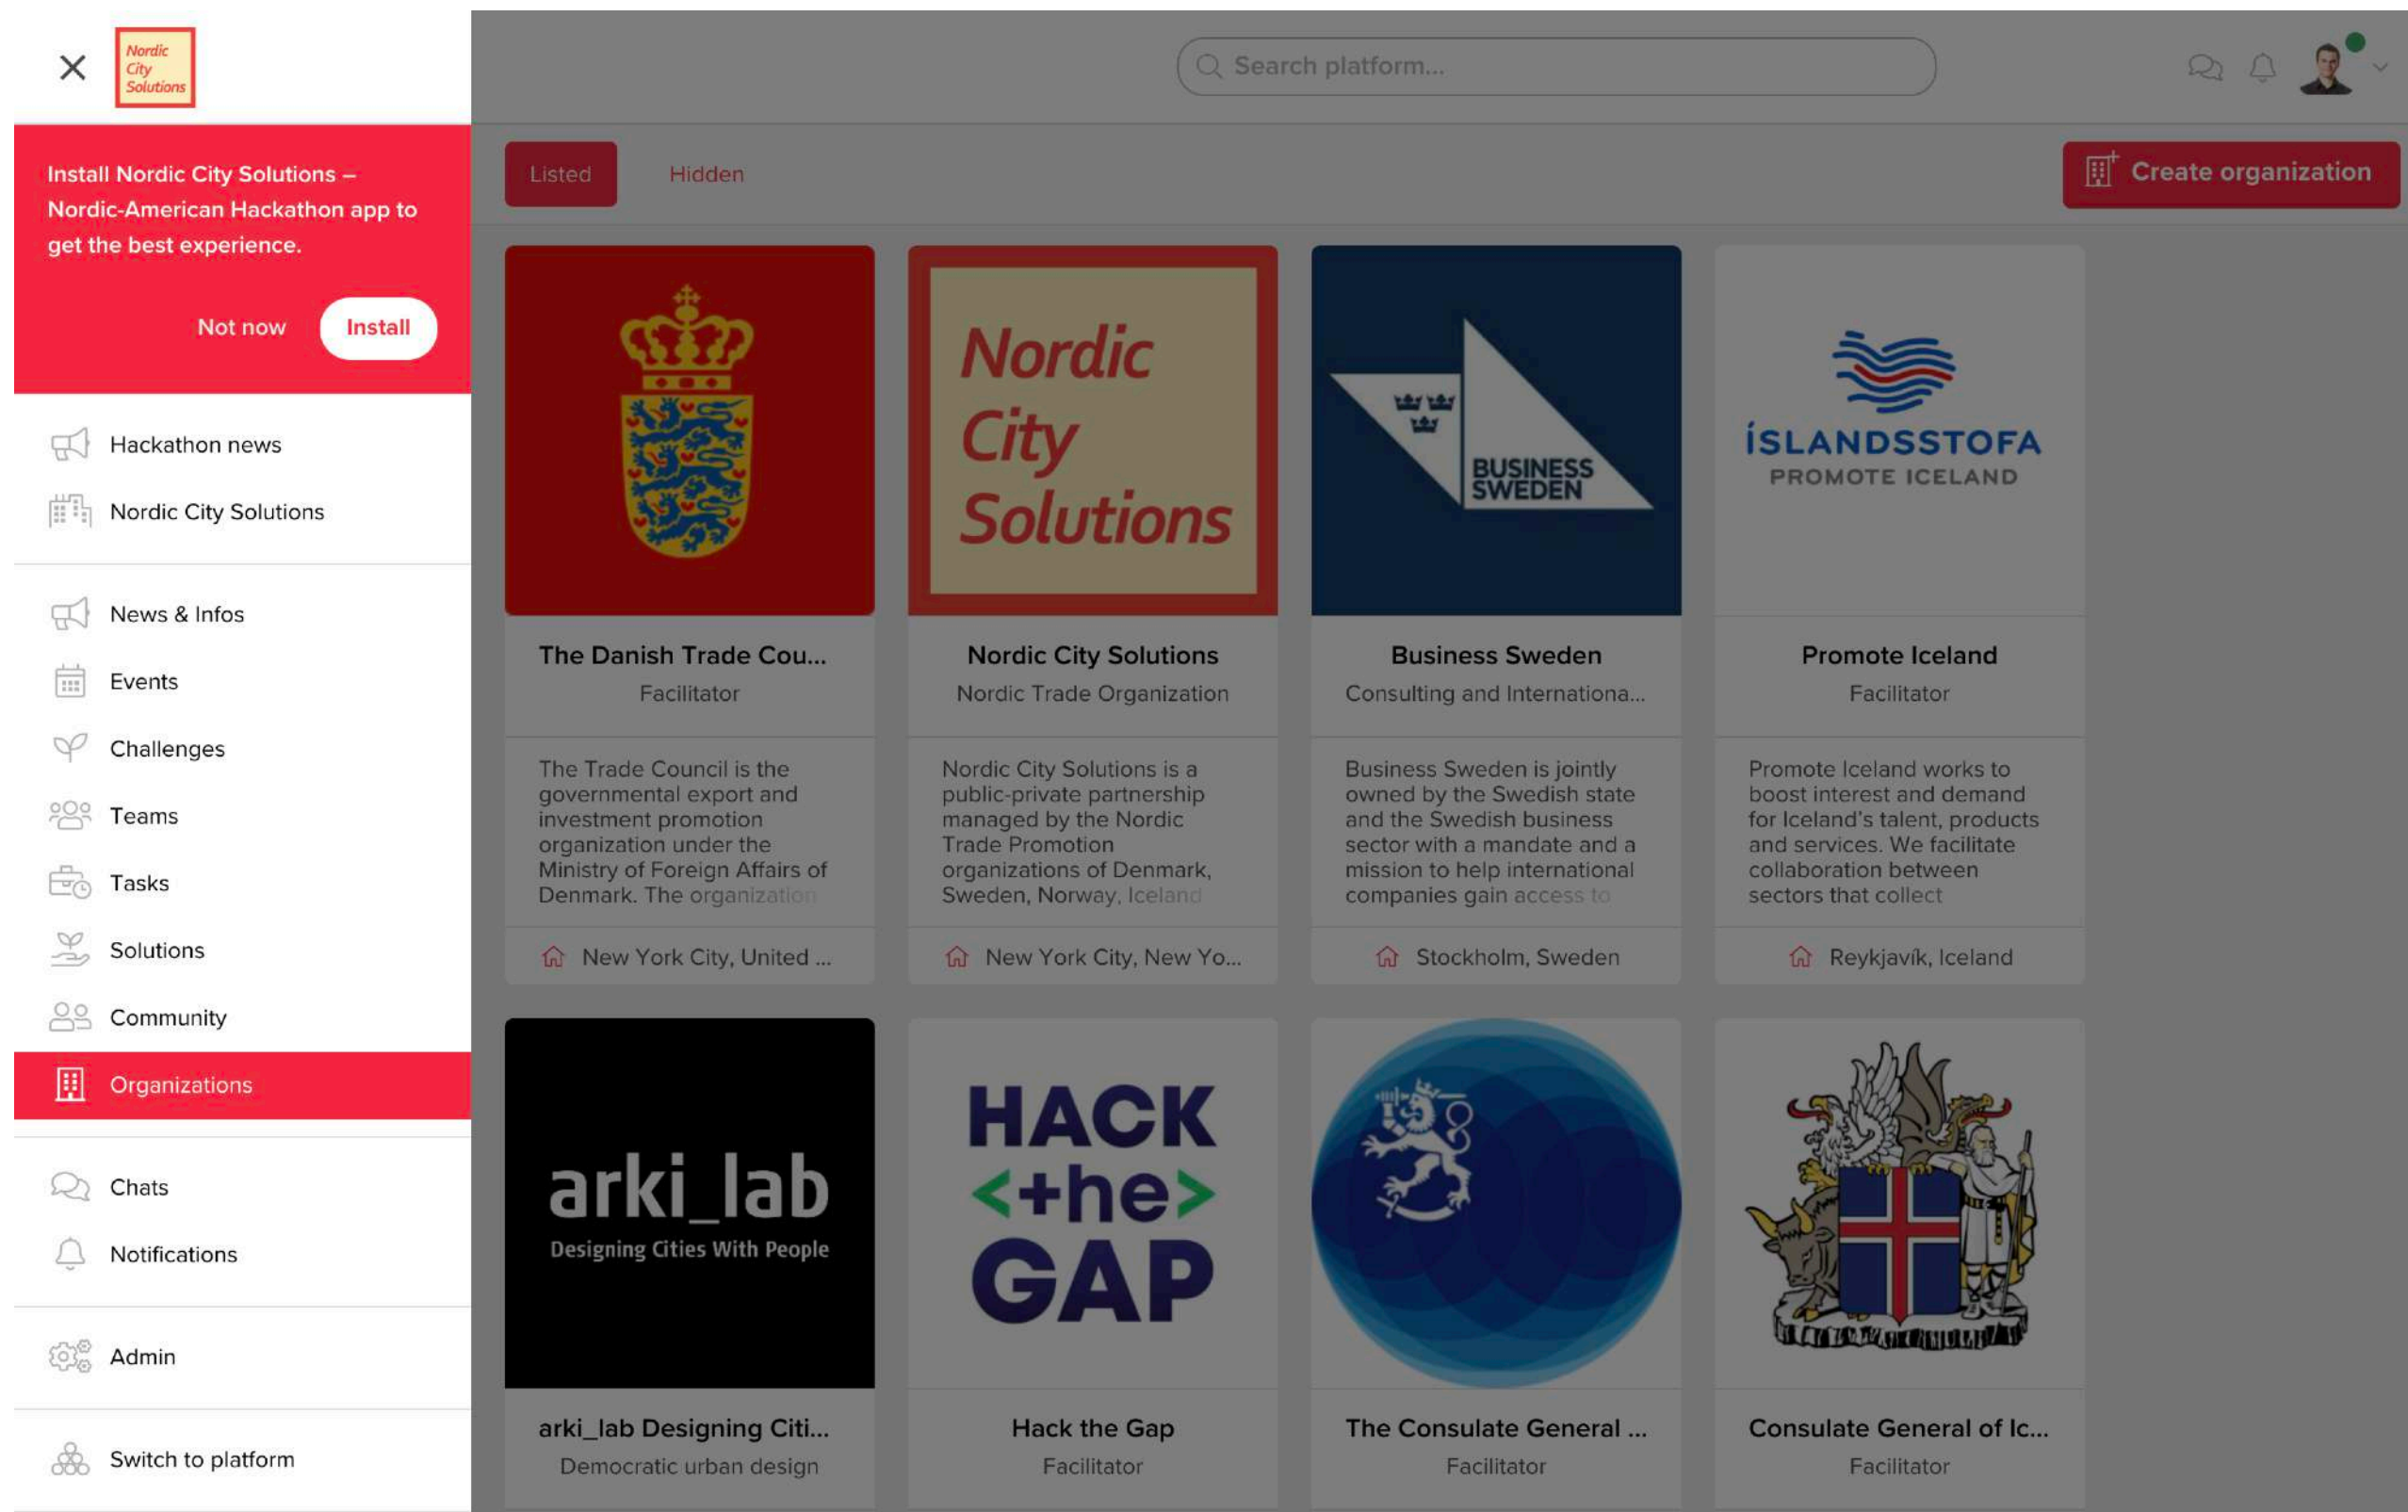 Nordic
City
Solutions
Search platform...
Install Nordic City Solutions –
Nordic-American Hackathon app to
get the best experience.
Not now
Install
Hackathon news
Nordic City Solutions
News & Infos
Events
Challenges
Teams
Tasks
Solutions
Community
Organizations
Chats
Notifications
Admin
Switch to platform
Listed
Hidden
Create organization
The Danish Trade Cou...
Facilitator
The Trade Council is the
governmental export and
investment promotion
organization under the
Ministry of Foreign Affairs of
Denmark. The organization
New York City, United ...
Nordic
City
Solutions
Nordic City Solutions
Nordic Trade Organization
Nordic City Solutions is a
public-private partnership
managed by the Nordic
Trade Promotion
organizations of Denmark,
Sweden, Norway, Iceland
New York City, New Yo...
BUSINESS
SWEDEN
Business Sweden
Consulting and Internationa...
Business Sweden is jointly
owned by the Swedish state
and the Swedish business
sector with a mandate and a
mission to help international
companies gain access to
Stockholm, Sweden
ÍSLANDSSTOFA
PROMOTE ICELAND
Promote Iceland
Facilitator
Promote Iceland works to
boost interest and demand
for Iceland's talent, products
and services. We facilitate
collaboration between
sectors that collect
Reykjavík, Iceland
arki_lab
Designing Cities With People
arki_lab Designing Citi...
Democratic urban design
HACK
<+he>
GAP
Hack the Gap
Facilitator
The Consulate General ...
Facilitator
Consulate General of Ic...
Facilitator